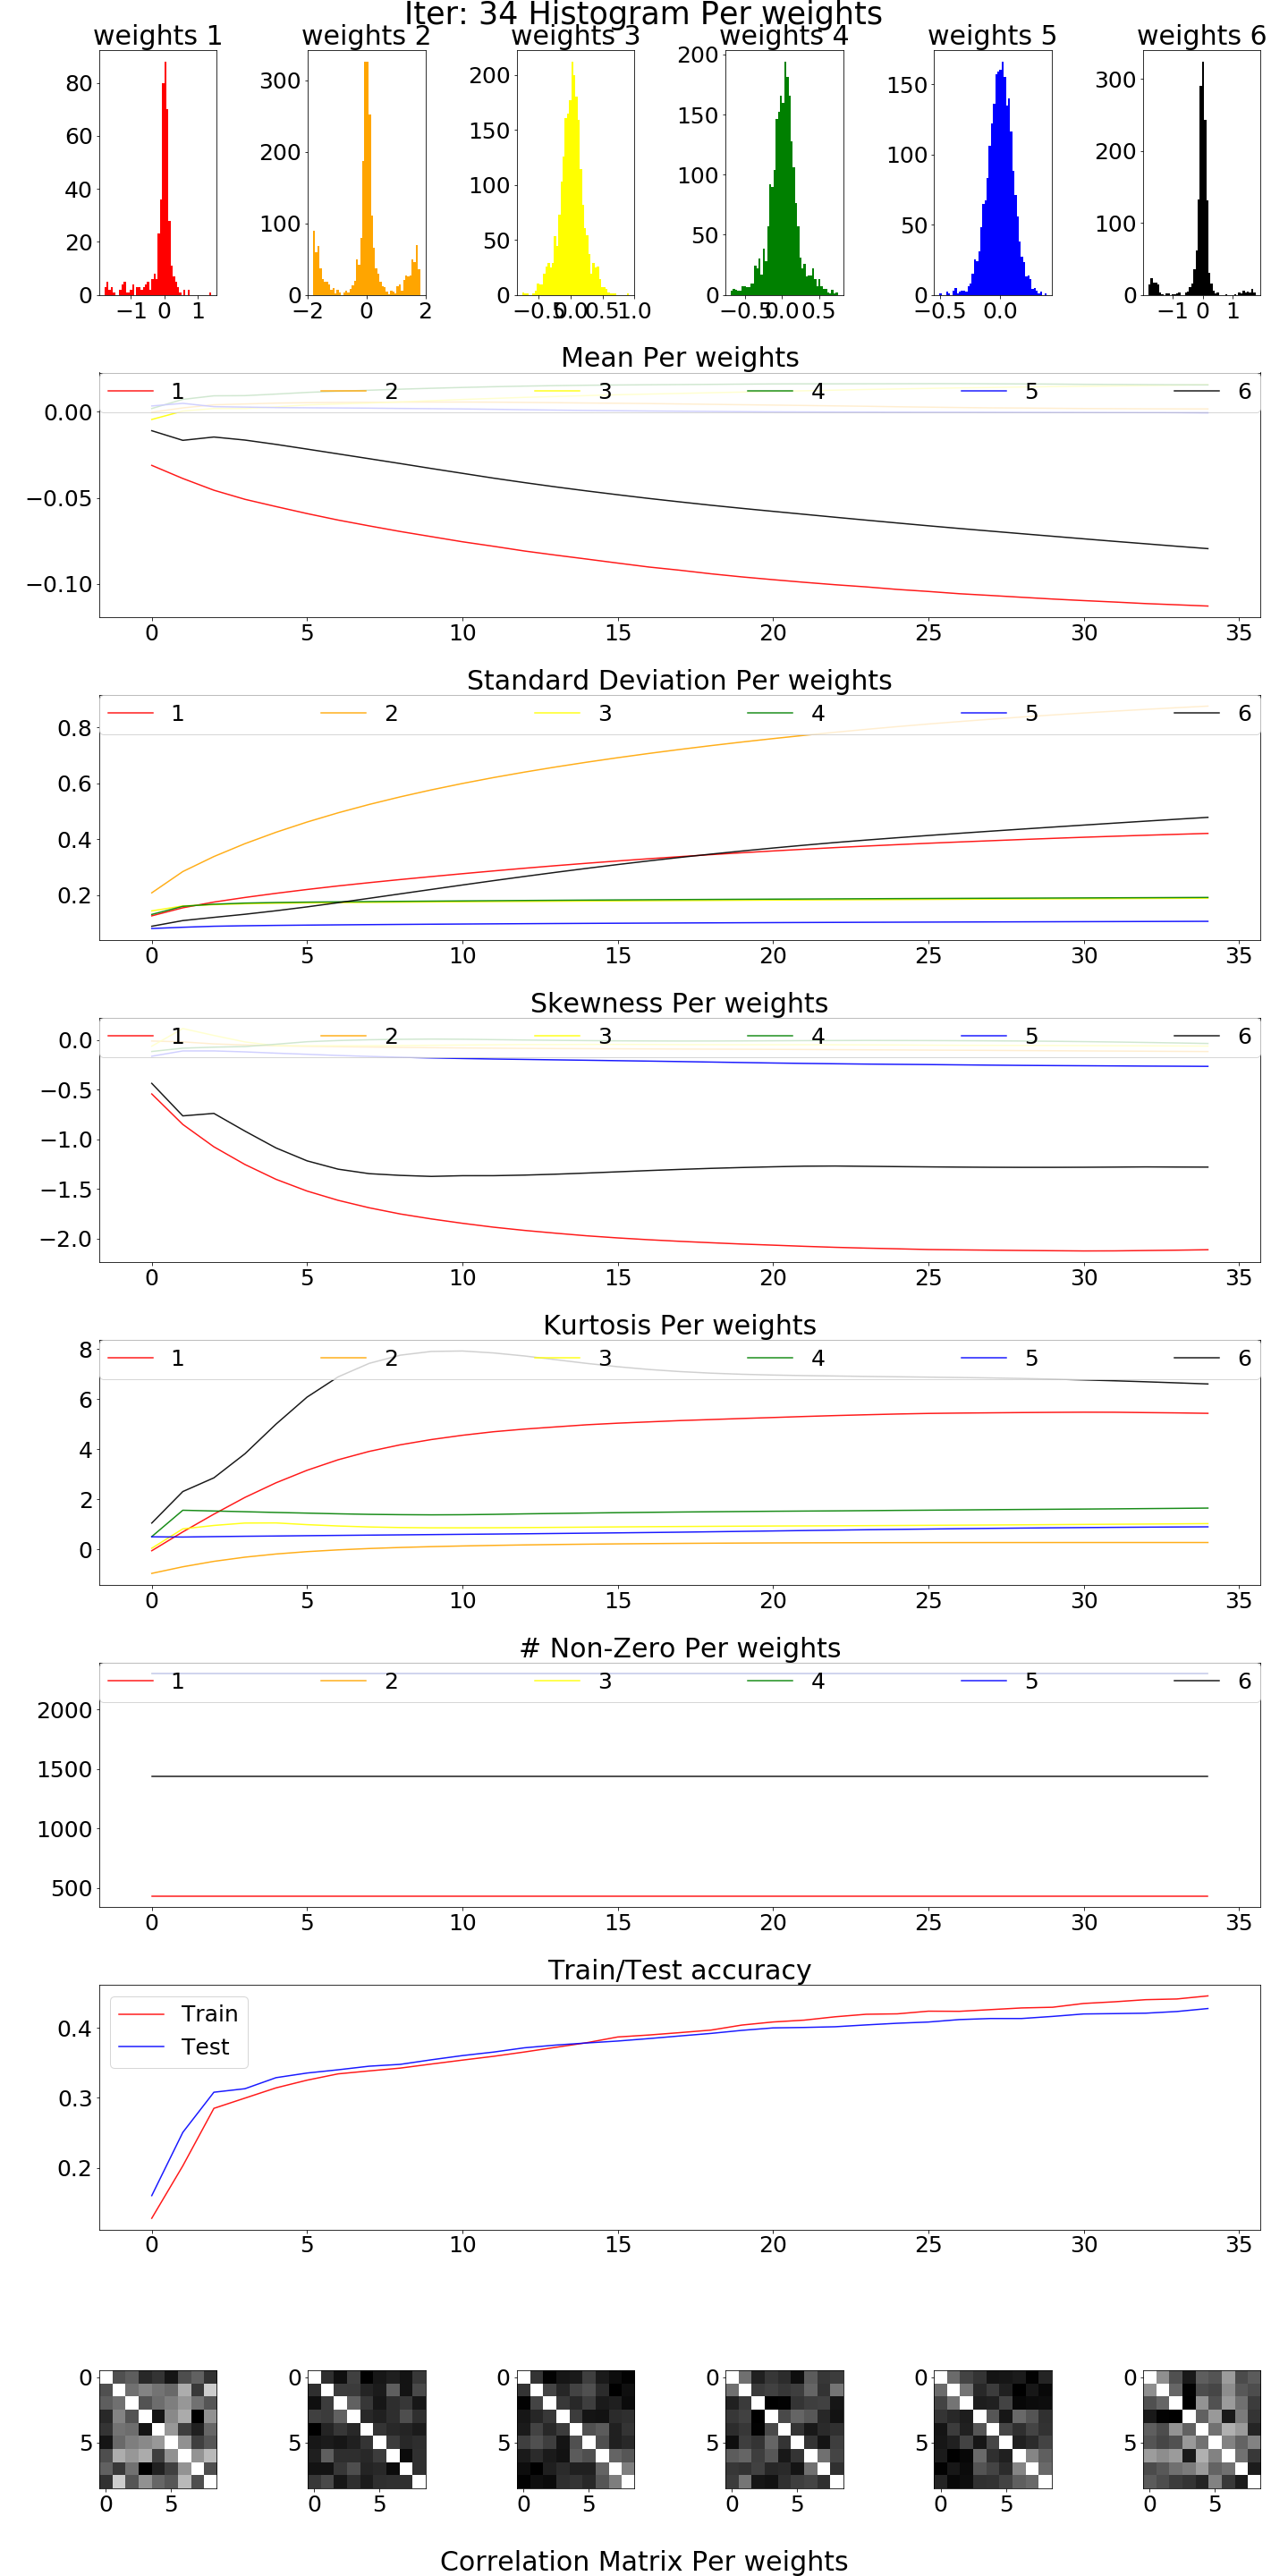 Iter: 34 Histogram Per weights
weights 1 weights 2 weights 3 weights 4 weights 5 weights 6
80
60
40
20
0
−1 0 1
300
200
100
0
−2 0 2
200
150
100
50
0
−0.5 0.0 0.5 1.0
200
150
100
50
0
−0.5 0.0 0.5
150
100
50
0
−0.5 0.0
300
200
100
0
−1 0 1
Mean Per weights
1 2 3 4 5 6
0.00
−0.05
−0.10
0 5 10 15 20 25 30 35
Standard Deviation Per weights
1 2 3 4 5 6
0.8
0.6
0.4
0.2
0 5 10 15 20 25 30 35
Skewness Per weights
1 2 3 4 5 6
0.0
−0.5
−1.0
−1.5
−2.0
0 5 10 15 20 25 30 35
Kurtosis Per weights
1 2 3 4 5 6
8
6
4
2
0
0 5 10 15 20 25 30 35
# Non-Zero Per weights
1 2 3 4 5 6
2000
1500
1000
500
0 5 10 15 20 25 30 35
Train/Test accuracy
Train
Test
0.4
0.3
0.2
0 5 10 15 20 25 30 35
0 0 0 0 0 0
5 5 5 5 5 5
0 5 0 5 0 5 0 5 0 5 0 5
Correlation Matrix Per weights